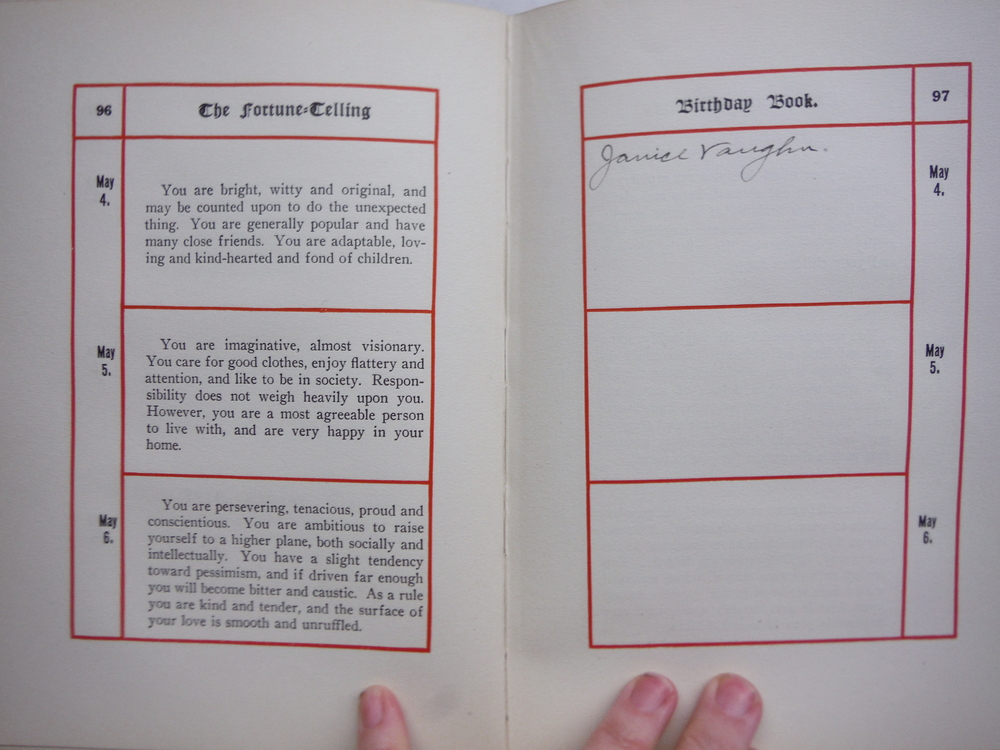 96
The Fortune-Telling
May
4.
You are bright, witty and original, and
may be counted upon to do the unexpected
thing. You are generally popular and have
many close friends. You are adaptable, lov-
ing and kind-hearted and fond of children.
May
5.
You are imaginative, almost visionary.
You care for good clothes, enjoy flattery and
attention, and like to be in society. Respon-
sibility does not weigh heavily upon you.
However, you are a most agreeable person
to live with, and are very happy in your
home.
May
6.
You are persevering, tenacious, proud and
conscientious. You are ambitious to raise
yourself to a higher plane, both socially and
intellectually. You have a slight tendency
toward pessimism, and if driven far enough
you will become bitter and caustic. As a rule
you are kind and tender, and the surface of
your love is smooth and unruffled.
Birthday Book.
97
Janice Vaughn.
May
4.
May
5.
May
6.